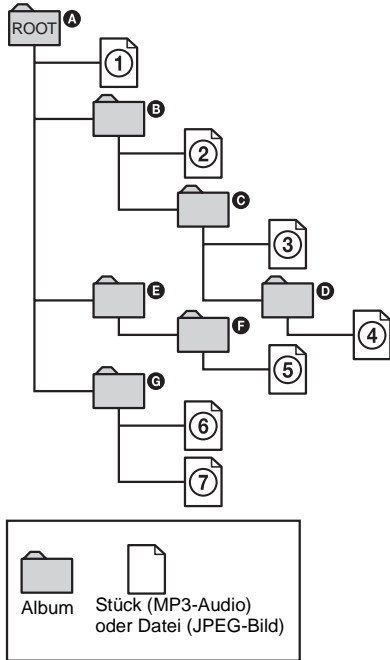 ROOT A
1
B
2
C
3
E
D
F
4
5
G
6
7
Album
Stück (MP3-Audio)
oder Datei (JPEG-Bild)